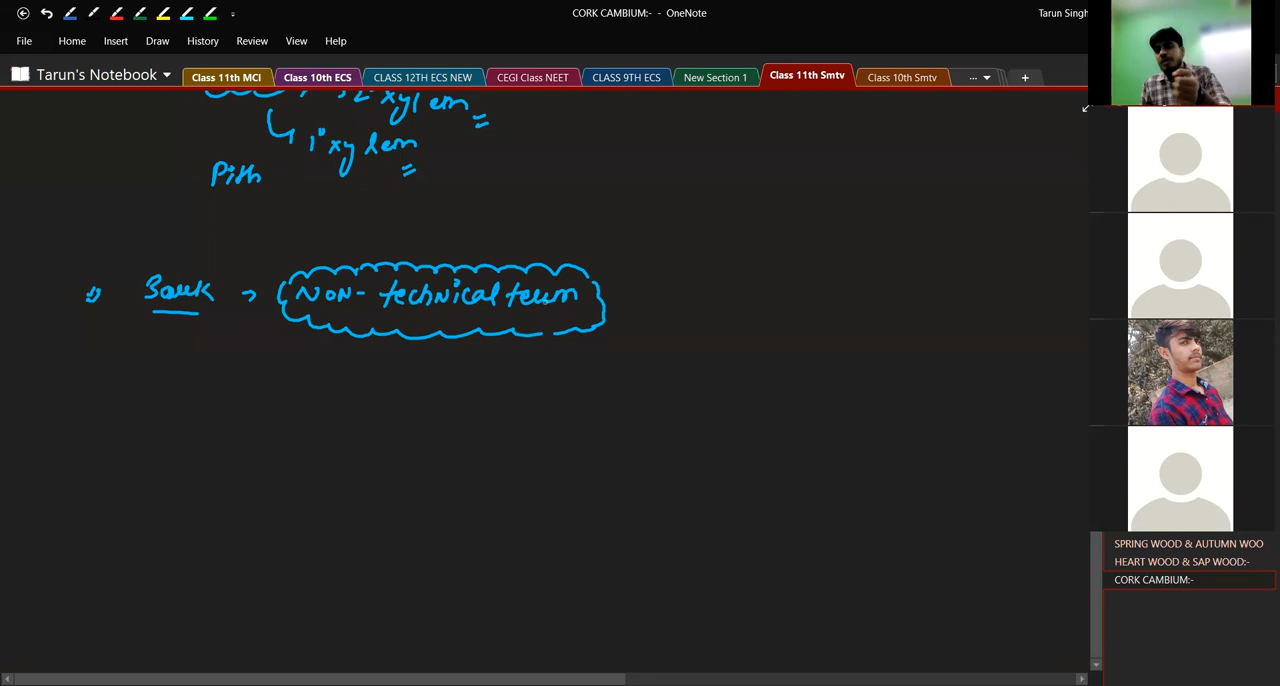 CORK CAMBIUM:- - OneNote
Tarun Singh
File Home Insert Draw History Review View Help
Tarun's Notebook
Class 11th MCI
Class 10th ECS
CLASS 12TH ECS NEW
CEGI Class NEET
CLASS 9TH ECS
New Section 1
Class 11th Smtv
Class 10th Smtv
...
+
2° xylem
1° xylem
Pith
Bark → NON-technical term
SPRING WOOD & AUTUMN WOO
HEART WOOD & SAP WOOD:-
CORK CAMBIUM:-